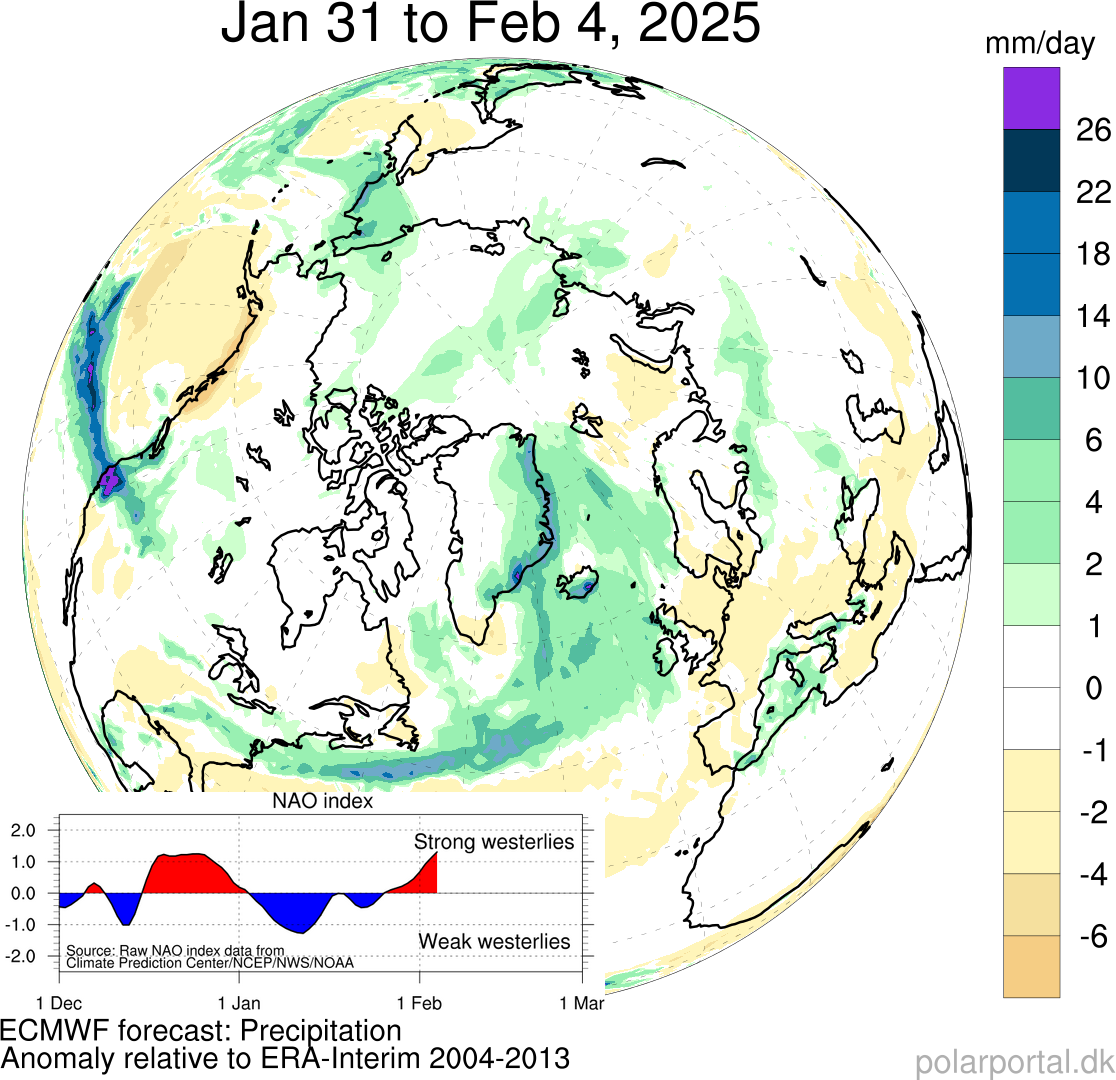 Jan 31 to Feb 4, 2025
mm/day
26
22
18
14
10
6
4
2
1
0
-1
-2
-4
-6
NAO index
2.0
1.0
0.0
-1.0
-2.0
Strong westerlies
Weak westerlies
Source: Raw NAO index data from
Climate Prediction Center/NCEP/NWS/NOAA
1 Dec
1 Jan
1 Feb
1 Mar
ECMWF forecast: Precipitation
Anomaly relative to ERA-Interim 2004-2013
polarportal.dk